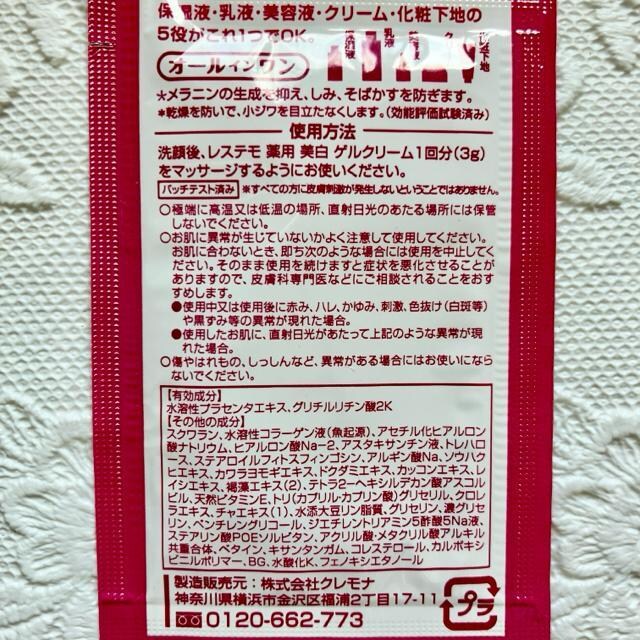 保湿液・乳液・美容液・クリーム・化粧下地の
5役がこれ1つでOK。
オールインワン
乳液
化粧下地
*メラニンの生成を抑え、しみ、そばかすを防ぎます。
*乾燥を防いで、小ジワを目立たなくします。(効能評価試験済み)
使用方法
洗顔後、レステモ 薬用 美白 ゲルクリーム1回分(3g)
をマッサージするようにお使いください。
パッチテスト済み ※すべての方に皮膚刺激が発生しないということではありません。
○極端に高温又は低温の場所、直射日光のあたる場所には保管
しないでください。
○お肌に異常が生じていないかよく注意して使用してください。
お肌に合わないとき、即ち次のような場合には使用を中止してく
ださい。そのまま使用を続けますと症状を悪化させることが
ありますので、皮膚科専門医などにご相談されることをおす
すめします。
●使用中又は使用後に赤み、ハレ、かゆみ、刺激、色抜け(白斑等)
や黒ずみ等の異常が現れた場合。
●使用したお肌に、直射日光があたって上記のような異常が現
れた場合。
○傷やはれもの、しっしんなど、異常がある場合にはお使いになら
ないでください。
【有効成分】
水溶性プラセンタエキス、グリチルリチン酸2K
【その他の成分】
スクワラン、水溶性コラーゲン液(魚起源)、アセチル化ヒアルロン
酸ナトリウム、ヒアルロン酸Na-2、アスタキサンチン液、トレハロ
ース、ステアロイルフィトスフィンゴシン、アルギン酸Na、ソウハク
ヒエキス、カワラヨモギエキス、ドクダミエキス、カッコンエキス、レ
イシエキス、褐藻エキス(2)、テトラ2-ヘキシルデカン酸アスコル
ビル、天然ビタミンE、トリ(カプリル・カプリン酸)グリセリル、クロレ
ラエキス、チャエキス(1)、水添大豆リン脂質、グリセリン、濃グリセ
リン、ペンチレングリコール、ジエチレントリアミン5酢酸5Na液、
ステアリン酸POEソルビタン、アクリル酸・メタクリル酸アルキル
共重合体、ベタイン、キサンタンガム、コレステロール、カルボキシ
ビニルポリマー、BG、水酸化K、フェノキシエタノール
製造販売元:株式会社クレモナ
神奈川県横浜市金沢区福浦2丁目17-11
0120-662-773
プラ